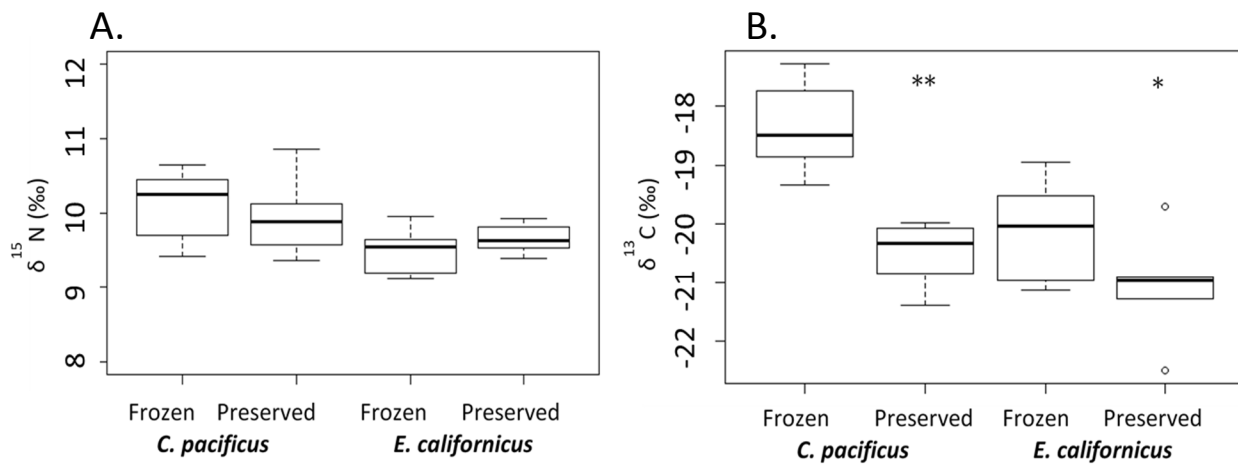 A.
12
11
10
9
8
δ 15 N (‰)
Frozen Preserved Frozen Preserved
C. pacificus E. californicus
B.
-18
-19
-20
-21
-22
δ 13 C (‰)
** *
Frozen Preserved Frozen Preserved
C. pacificus E. californicus